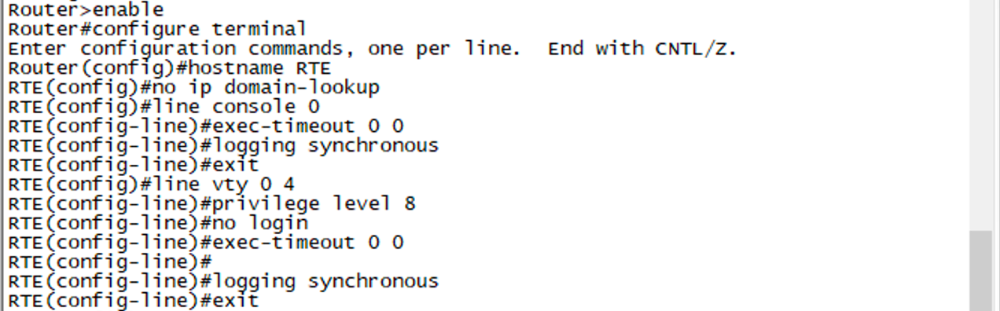 Router>enable
Router#configure terminal
Enter configuration commands, one per line.  End with CNTL/Z.
Router(config)#hostname RTE
RTE(config)#no ip domain-lookup
RTE(config)#line console 0
RTE(config-line)#exec-timeout 0 0
RTE(config-line)#logging synchronous
RTE(config-line)#exit
RTE(config)#line vty 0 4
RTE(config-line)#privilege level 8
RTE(config-line)#no login
RTE(config-line)#exec-timeout 0 0
RTE(config-line)#
RTE(config-line)#logging synchronous
RTE(config-line)#exit